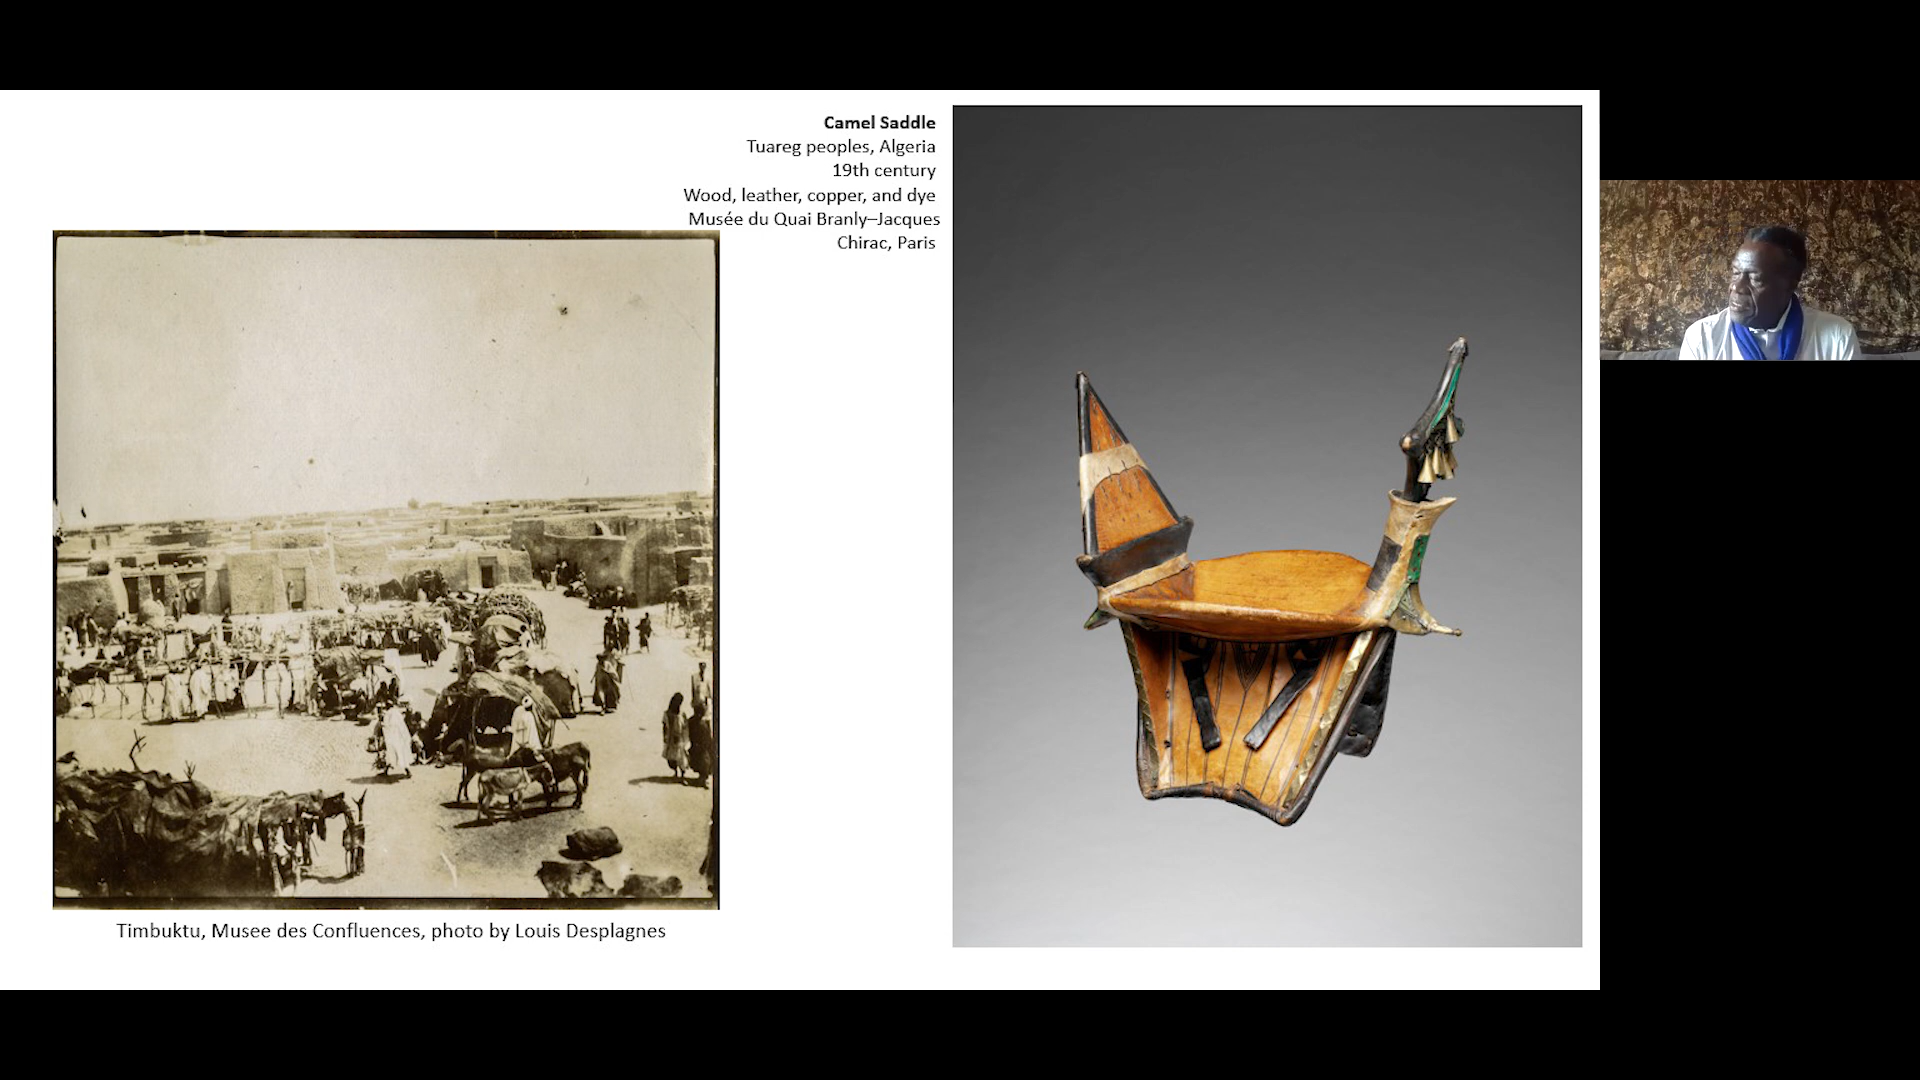 Camel Saddle
Tuareg peoples, Algeria
19th century
Wood, leather, copper, and dye
Musée du Quai Branly–Jacques
Chirac, Paris
Timbuktu, Musee des Confluences, photo by Louis Desplagnes